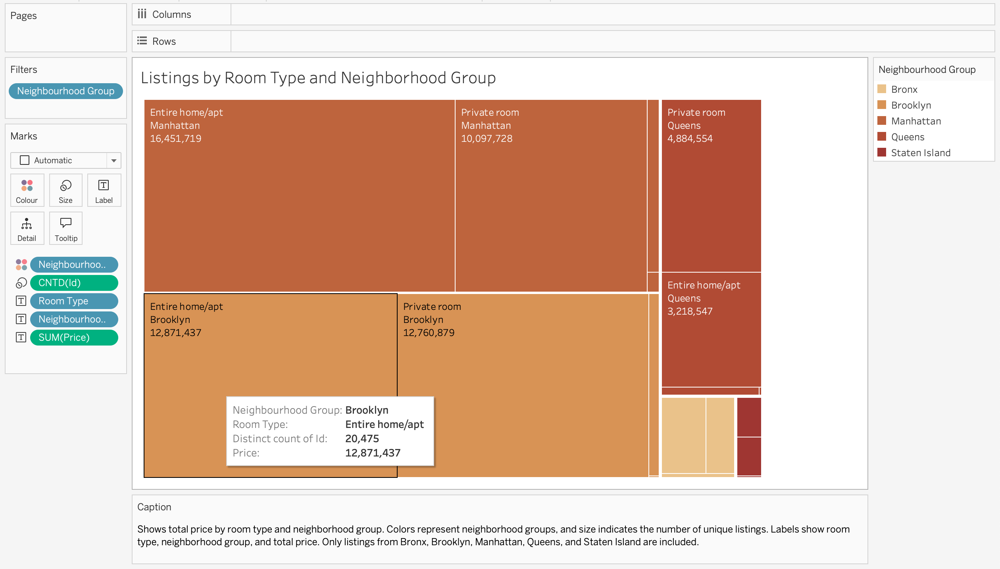 Pages
Columns
Rows
Filters
Neighbourhood Group
Marks
Automatic
Colour
Size
Label
Detail
Tooltip
Neighbourhoo..
CNTD(Id)
Room Type
Neighbourhoo..
SUM(Price)
Listings by Room Type and Neighborhood Group
Entire home/apt
Manhattan
16,451,719
Private room
Manhattan
10,097,728
Private room
Queens
4,884,554
Entire home/apt
Queens
3,218,547
Entire home/apt
Brooklyn
12,871,437
Private room
Brooklyn
12,760,879
Neighbourhood Group: Brooklyn
Room Type: Entire home/apt
Distinct count of Id: 20,475
Price: 12,871,437
Neighbourhood Group
Bronx
Brooklyn
Manhattan
Queens
Staten Island
Caption
Shows total price by room type and neighborhood group. Colors represent neighborhood groups, and size indicates the number of unique listings. Labels show room
type, neighborhood group, and total price. Only listings from Bronx, Brooklyn, Manhattan, Queens, and Staten Island are included.